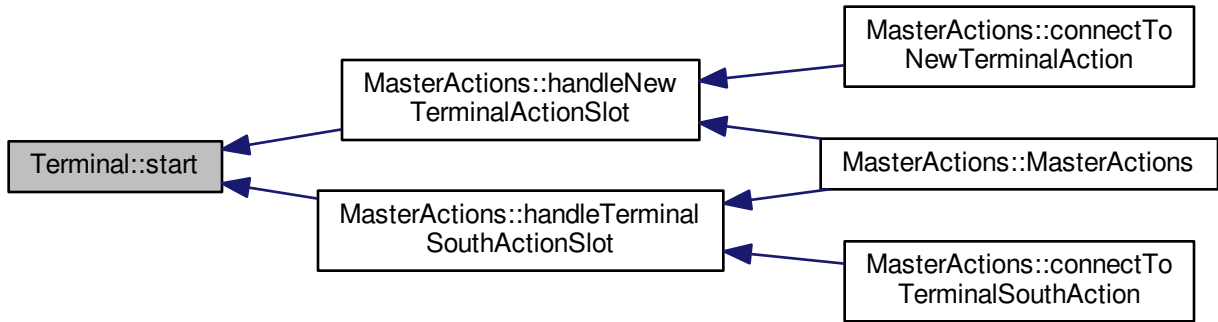 Terminal::start
MasterActions::handleNew
TerminalActionSlot
MasterActions::handleTerminal
SouthActionSlot
MasterActions::connectTo
NewTerminalAction
MasterActions::MasterActions
MasterActions::connectTo
TerminalSouthAction